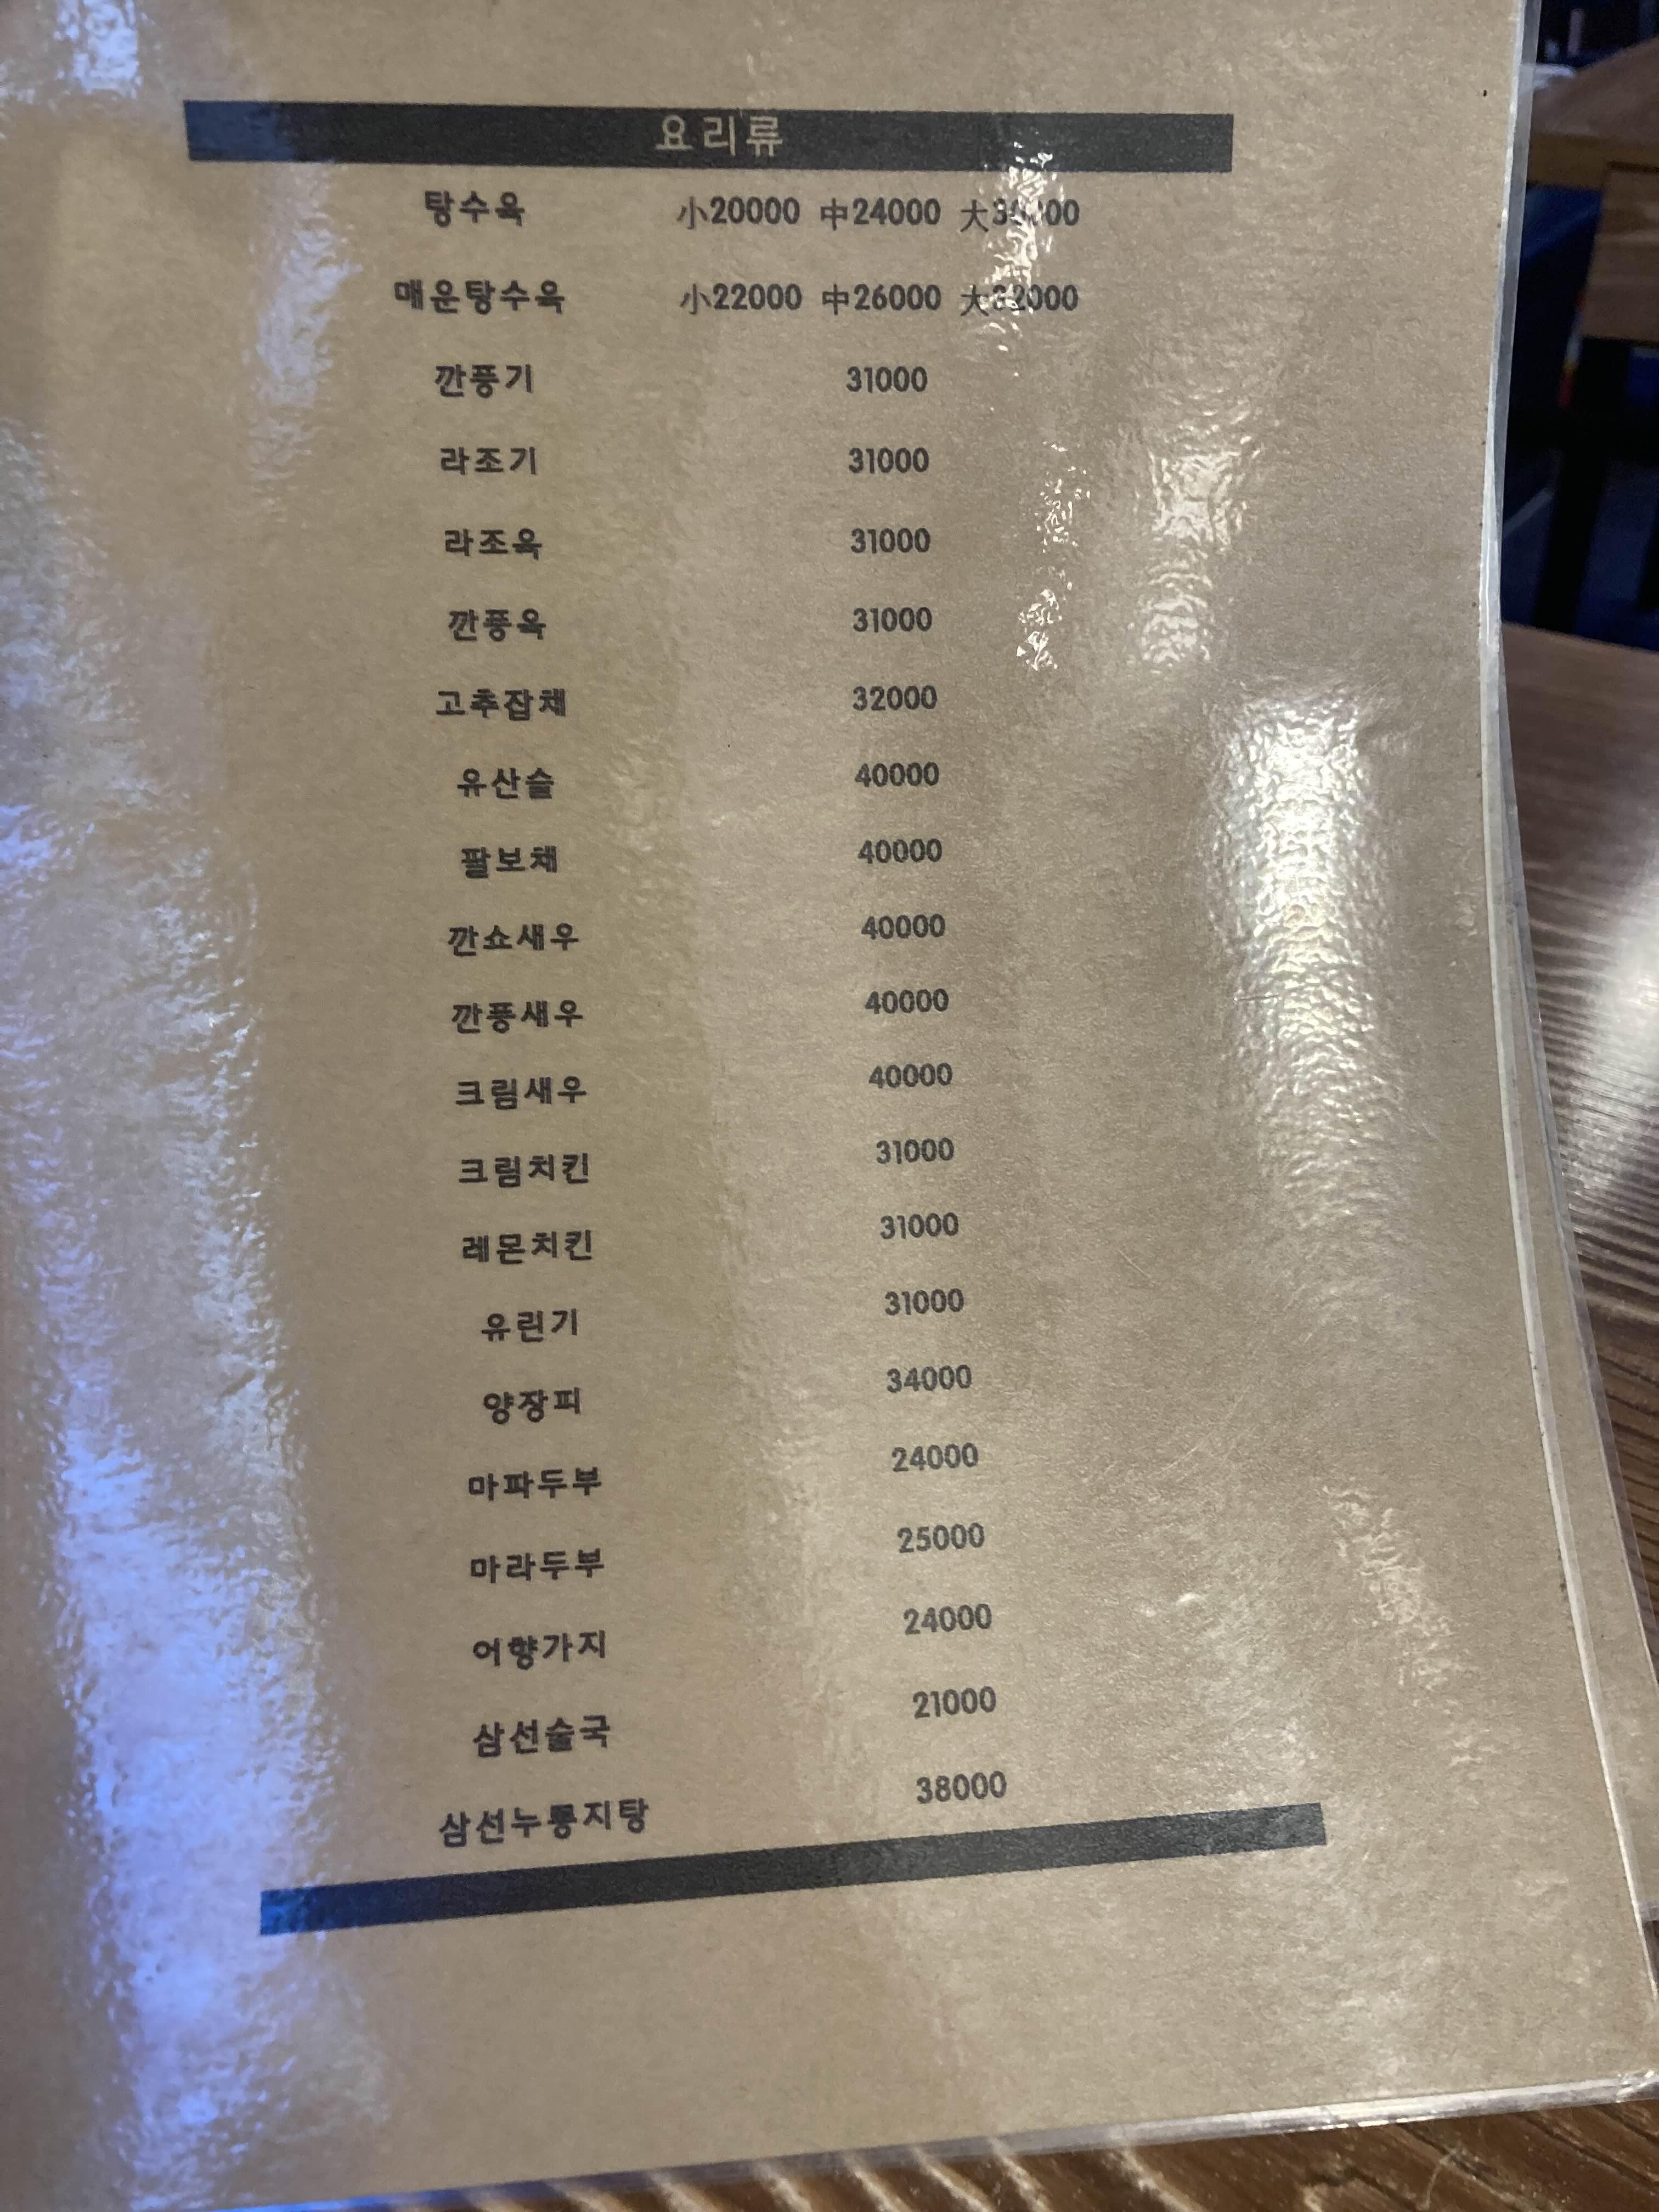 요리류
탕수육 小20000 中24000
매운탕수육 小22000 中26000 大32000
깐풍기 31000
라조기 31000
라조육 31000
깐풍육 31000
고추잡채 32000
유산슬 40000
팔보채 40000
깐쇼새우 40000
깐풍새우 40000
크림새우 40000
크림치킨 31000
레몬치킨 31000
유린기 31000
양장피 34000
마파두부 24000
마라두부 25000
어향가지 24000
삼선술국 21000
삼선누룽지탕 38000